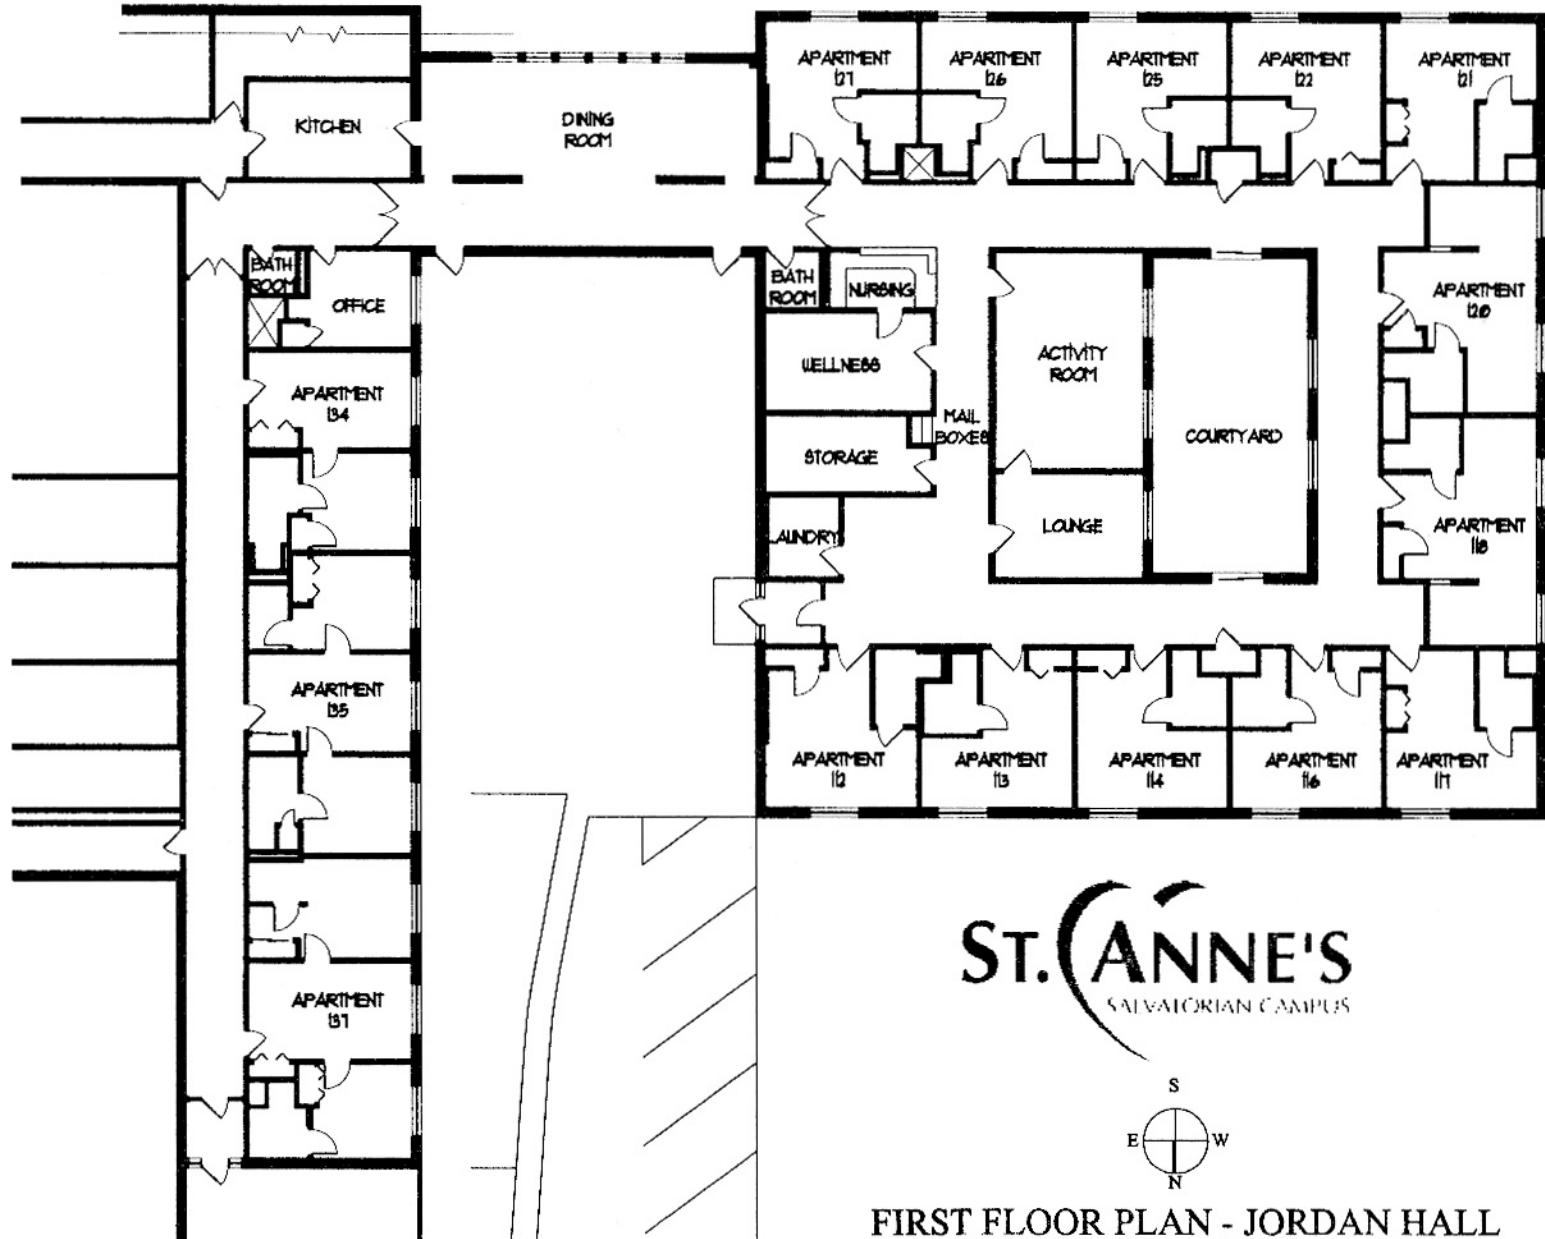 APARTMENT
127
APARTMENT
126
APARTMENT
125
APARTMENT
122
APARTMENT
121
KITCHEN
DINING
ROOM
BATH
ROOM
OFFICE
BATH
ROOM
NURSING
APARTMENT
120
WELLNESS
ACTIVITY
ROOM
APARTMENT
134
MAIL
BOXES
COURTYARD
STORAGE
LAUNDRY
LOUNGE
APARTMENT
118
APARTMENT
135
APARTMENT
112
APARTMENT
113
APARTMENT
114
APARTMENT
116
APARTMENT
117
ST. ANNE'S
SALVATORIAN CAMPUS
APARTMENT
137
S
E W
N
FIRST FLOOR PLAN - JORDAN HALL